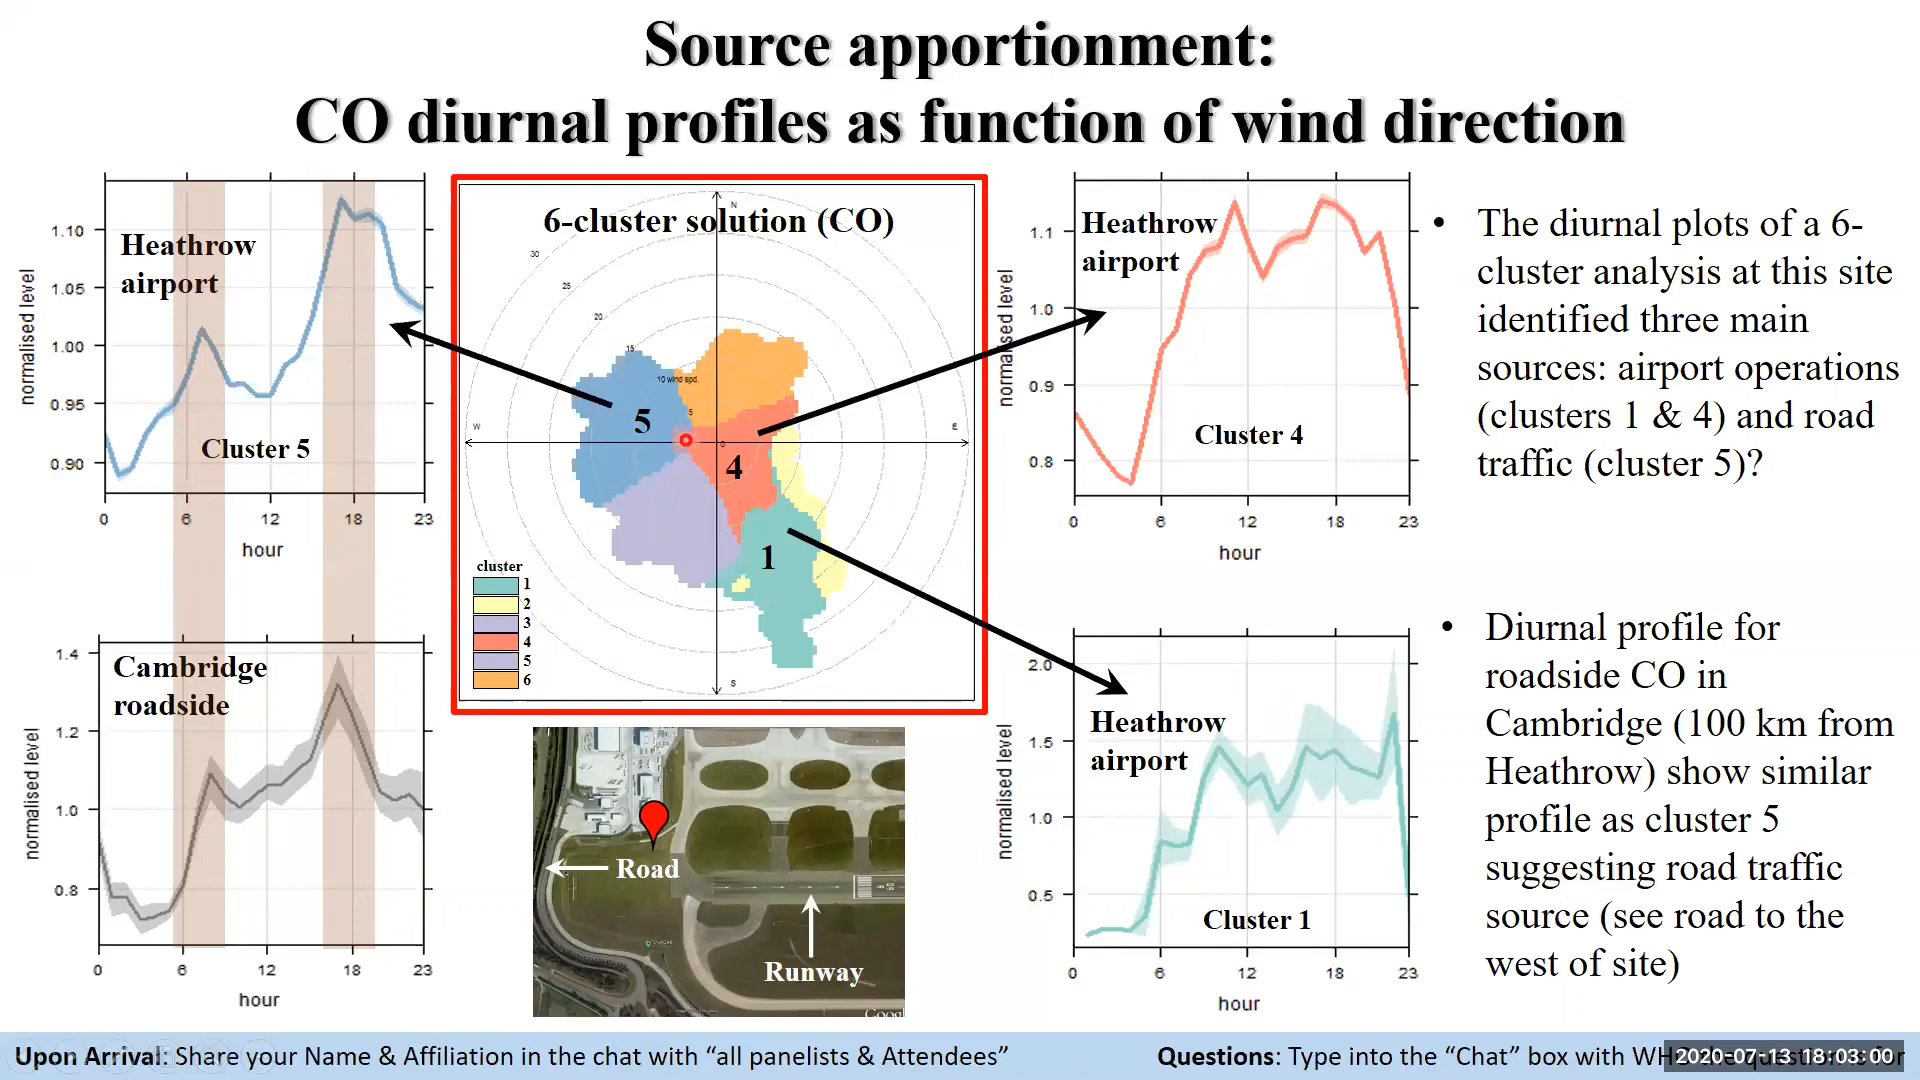 Source apportionment:
CO diurnal profiles as function of wind direction
Heathrow
airport
Cluster 5
normalised level
1.10
1.05
1.00
0.95
0.90
0
6
12
18
23
hour
Cambridge
roadside
normalised level
1.4
1.2
1.0
0.8
0
6
12
18
23
hour
6-cluster solution (CO)
N
30
25
20
15
10 wind spd.
5
0
W
E
S
5
4
1
cluster
1
2
3
4
5
6
Road
Runway
Heathrow
airport
Cluster 4
normalised level
1.1
1.0
0.9
0.8
0
6
12
18
23
hour
Heathrow
airport
Cluster 1
normalised level
2.0
1.5
1.0
0.5
0
6
12
18
23
hour
• The diurnal plots of a 6-
cluster analysis at this site
identified three main
sources: airport operations
(clusters 1 & 4) and road
traffic (cluster 5)?
• Diurnal profile for
roadside CO in
Cambridge (100 km from
Heathrow) show similar
profile as cluster 5
suggesting road traffic
source (see road to the
west of site)
Upon Arrival: Share your Name & Affiliation in the chat with “all panelists & Attendees”
Questions: Type into the “Chat” box with WHO the question is for
2020-07-13 18:03:00